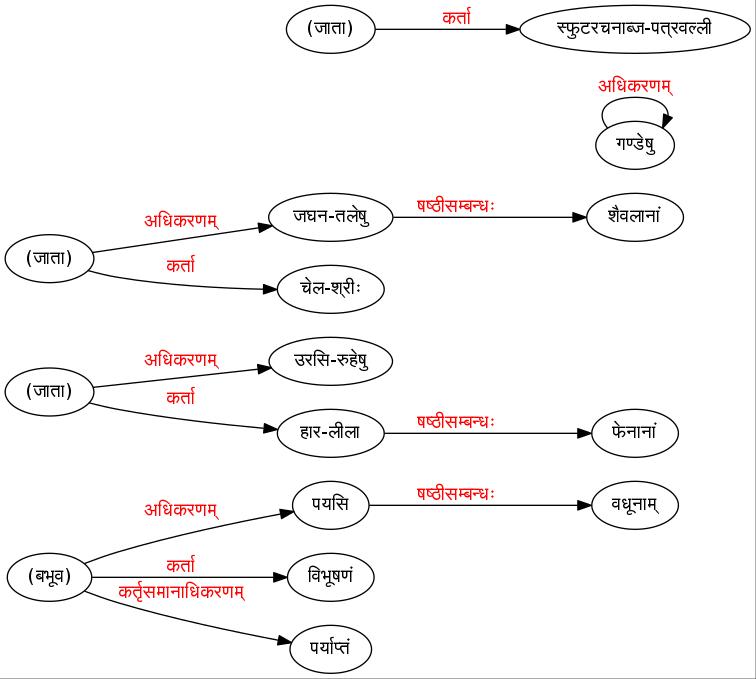 (जाता) कर्ता स्फुटरचनाब्ज-पत्रवल्ली
अधिकरणम्
गण्डेषु
(जाता) अधिकरणम् जघन-तलेषु षष्ठीसम्बन्धः शैवलानां
कर्ता चेल-श्रीः
(जाता) अधिकरणम् उरसि-रुहेषु
कर्ता हार-लीला षष्ठीसम्बन्धः फेनानां
(बभूव) अधिकरणम् पयसि षष्ठीसम्बन्धः वधूनाम्
कर्ता विभूषणं
कर्तृसमानाधिकरणम् पर्याप्तं